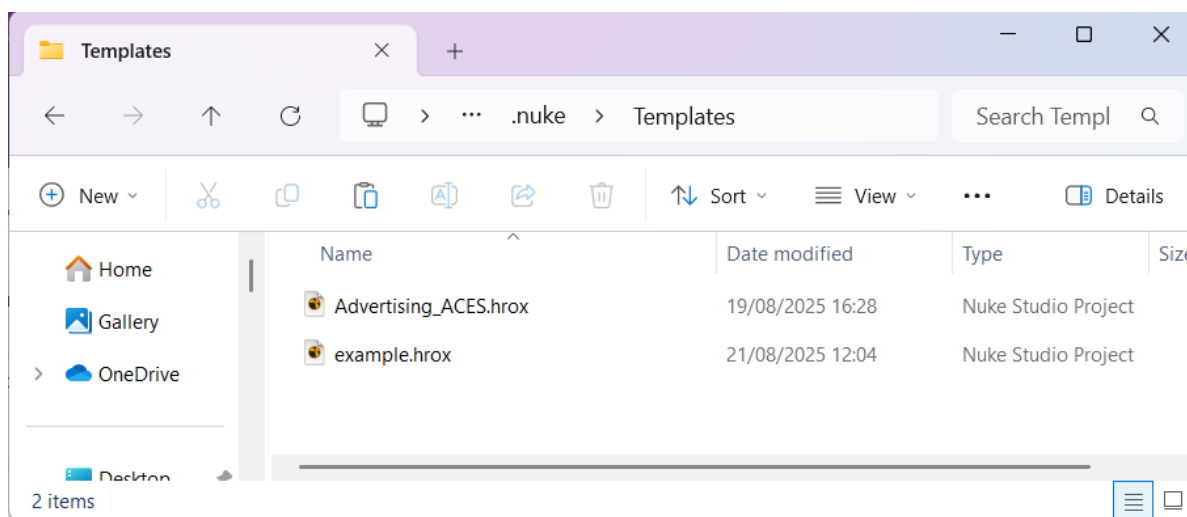 Templates
.nuke > Templates
Search Templ
New
Sort
View
Details
Home
Gallery
OneDrive
Desktop
Name
Date modified
Type
Size
Advertising_ACES.hrox 19/08/2025 16:28 Nuke Studio Project
example.hrox 21/08/2025 12:04 Nuke Studio Project
2 items